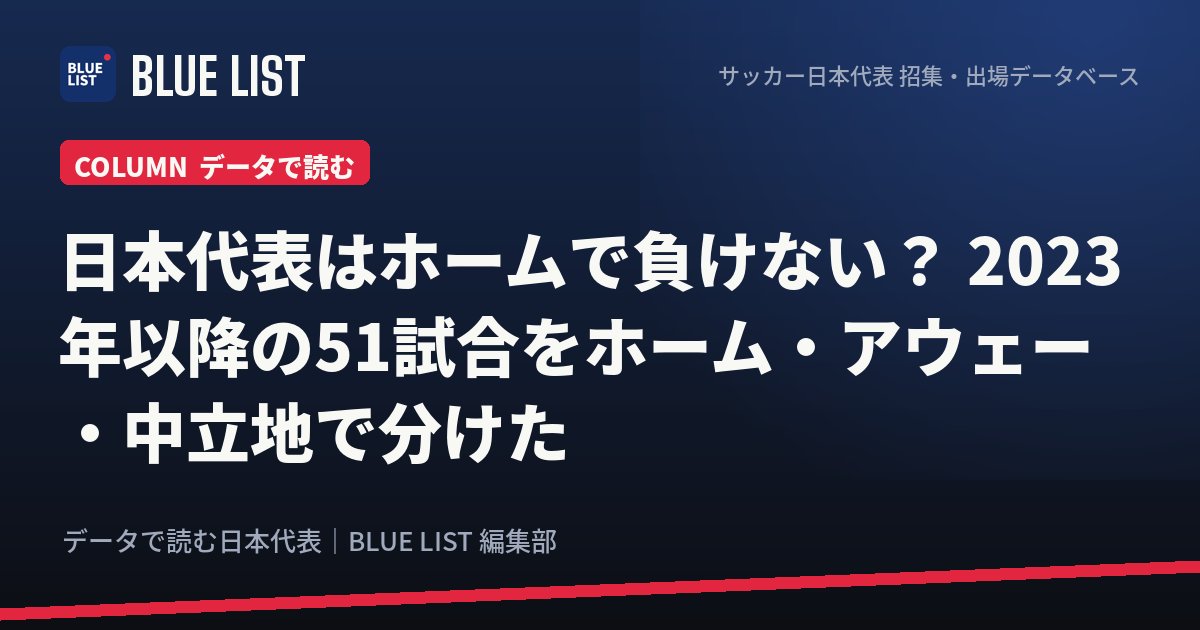 BLUE LIST
BLUE LIST
サッカー日本代表 招集・出場データベース
COLUMN データで読む
日本代表はホームで負けない？ 2023
年以降の51試合をホーム・アウェー
・中立地で分けた
データで読む日本代表｜BLUE LIST 編集部